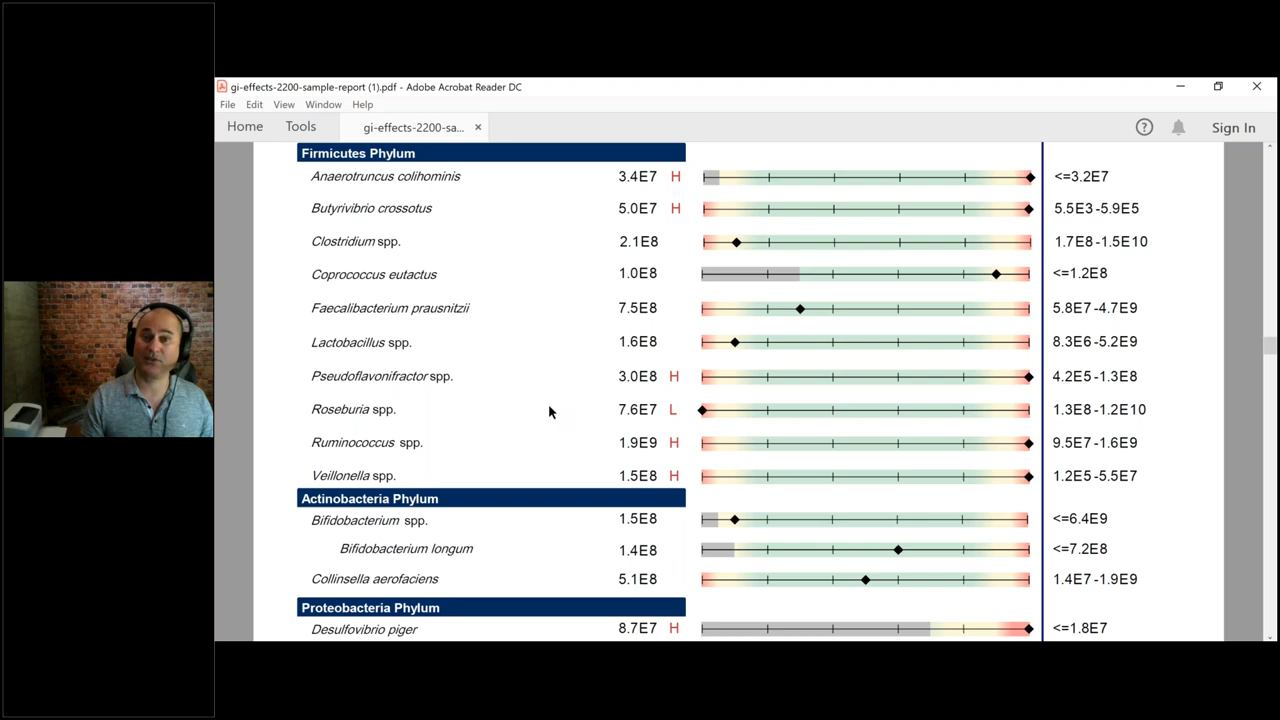 gi-effects-2200-sample-report (1).pdf - Adobe Acrobat Reader DC
File Edit View Window Help
Home Tools gi-effects-2200-sa... × ? Sign In
Firmicutes Phylum
Anaerotruncus colihominis 3.4E7 H <=3.2E7
Butyrivibrio crossotus 5.0E7 H 5.5E3 -5.9E5
Clostridium spp. 2.1E8 1.7E8 -1.5E10
Coprococcus eutactus 1.0E8 <=1.2E8
Faecalibacterium prausnitzii 7.5E8 5.8E7 -4.7E9
Lactobacillus spp. 1.6E8 8.3E6 -5.2E9
Pseudoflavonifractor spp. 3.0E8 H 4.2E5 -1.3E8
Roseburia spp. 7.6E7 L 1.3E8 -1.2E10
Ruminococcus spp. 1.9E9 H 9.5E7 -1.6E9
Veillonella spp. 1.5E8 H 1.2E5 -5.5E7
Actinobacteria Phylum
Bifidobacterium spp. 1.5E8 <=6.4E9
Bifidobacterium longum 1.4E8 <=7.2E8
Collinsella aerofaciens 5.1E8 1.4E7 -1.9E9
Proteobacteria Phylum
Desulfovibrio piger 8.7E7 H <=1.8E7